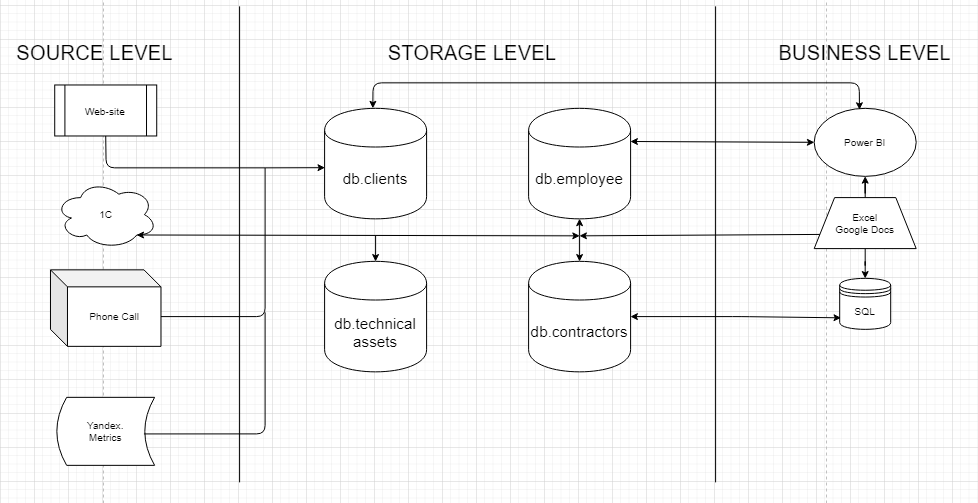 SOURCE LEVEL
STORAGE LEVEL
BUSINESS LEVEL
Web-site
db.clients
db.employee
Power BI
1C
Excel
Google Docs
Phone Call
db.technical
assets
db.contractors
SQL
Yandex.
Metrics